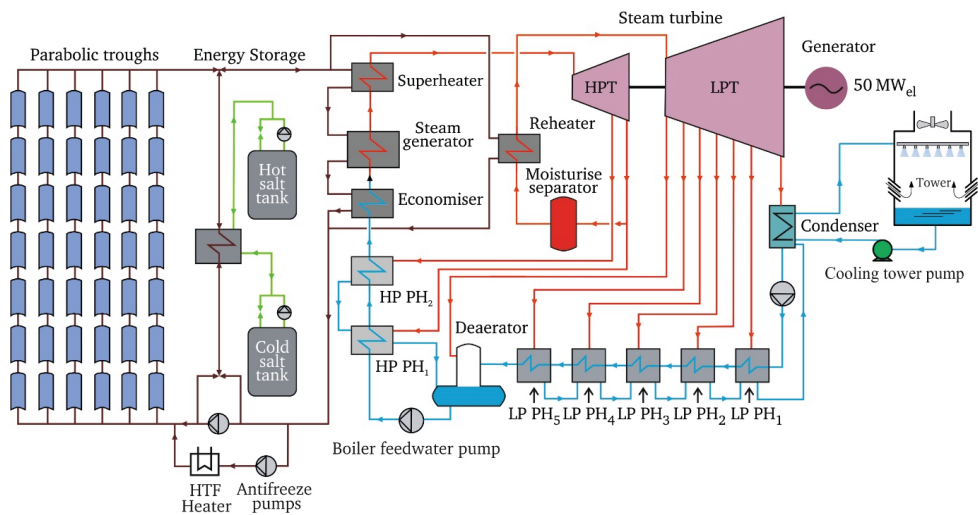 Parabolic troughs
Energy Storage
Steam turbine
Generator
Superheater
HPT
LPT
50 MWel
Steam
generator
Reheater
Hot
salt
tank
Moisturise
separator
Tower
Economiser
Condenser
Cooling tower pump
HP PH2
Deaerator
Cold
salt
tank
HP PH1
LP PH5
LP PH4
LP PH3
LP PH2
LP PH1
Boiler feedwater pump
HTF
Heater
Antifreeze
pumps